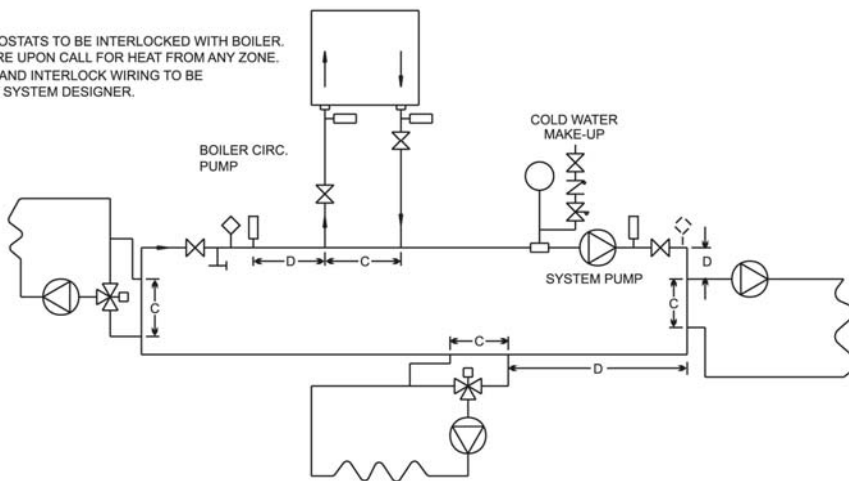 OSTATS TO BE INTERLOCKED WITH BOILER.
RE UPON CALL FOR HEAT FROM ANY ZONE.
AND INTERLOCK WIRING TO BE
SYSTEM DESIGNER.
COLD WATER
MAKE-UP
BOILER CIRC.
PUMP
D
C
SYSTEM PUMP
D
C
C
C
D